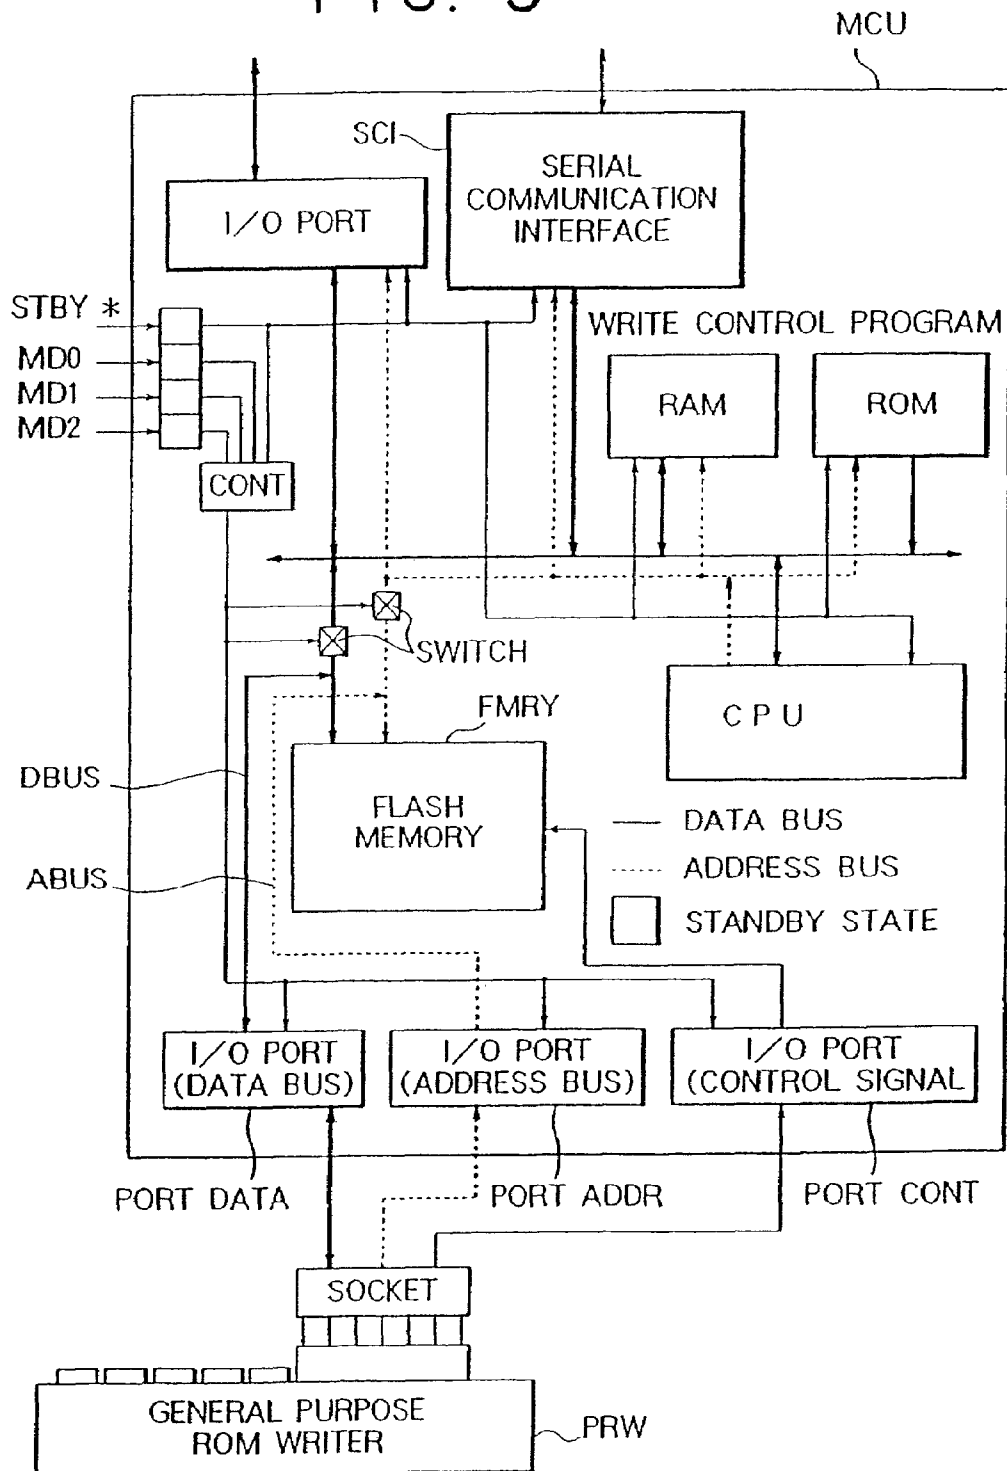 MCU
SCI
SERIAL
COMMUNICATION
INTERFACE
I/O PORT
STBY *
MD0
MD1
MD2
WRITE CONTROL PROGRAM
RAM
ROM
CONT
SWITCH
CPU
FMRY
DBUS
FLASH
MEMORY
DATA BUS
ABUS
ADDRESS BUS
STANDBY STATE
I/O PORT
(DATA BUS)
I/O PORT
(ADDRESS BUS)
I/O PORT
(CONTROL SIGNAL
PORT DATA
PORT ADDR
PORT CONT
SOCKET
GENERAL PURPOSE
ROM WRITER
PRW